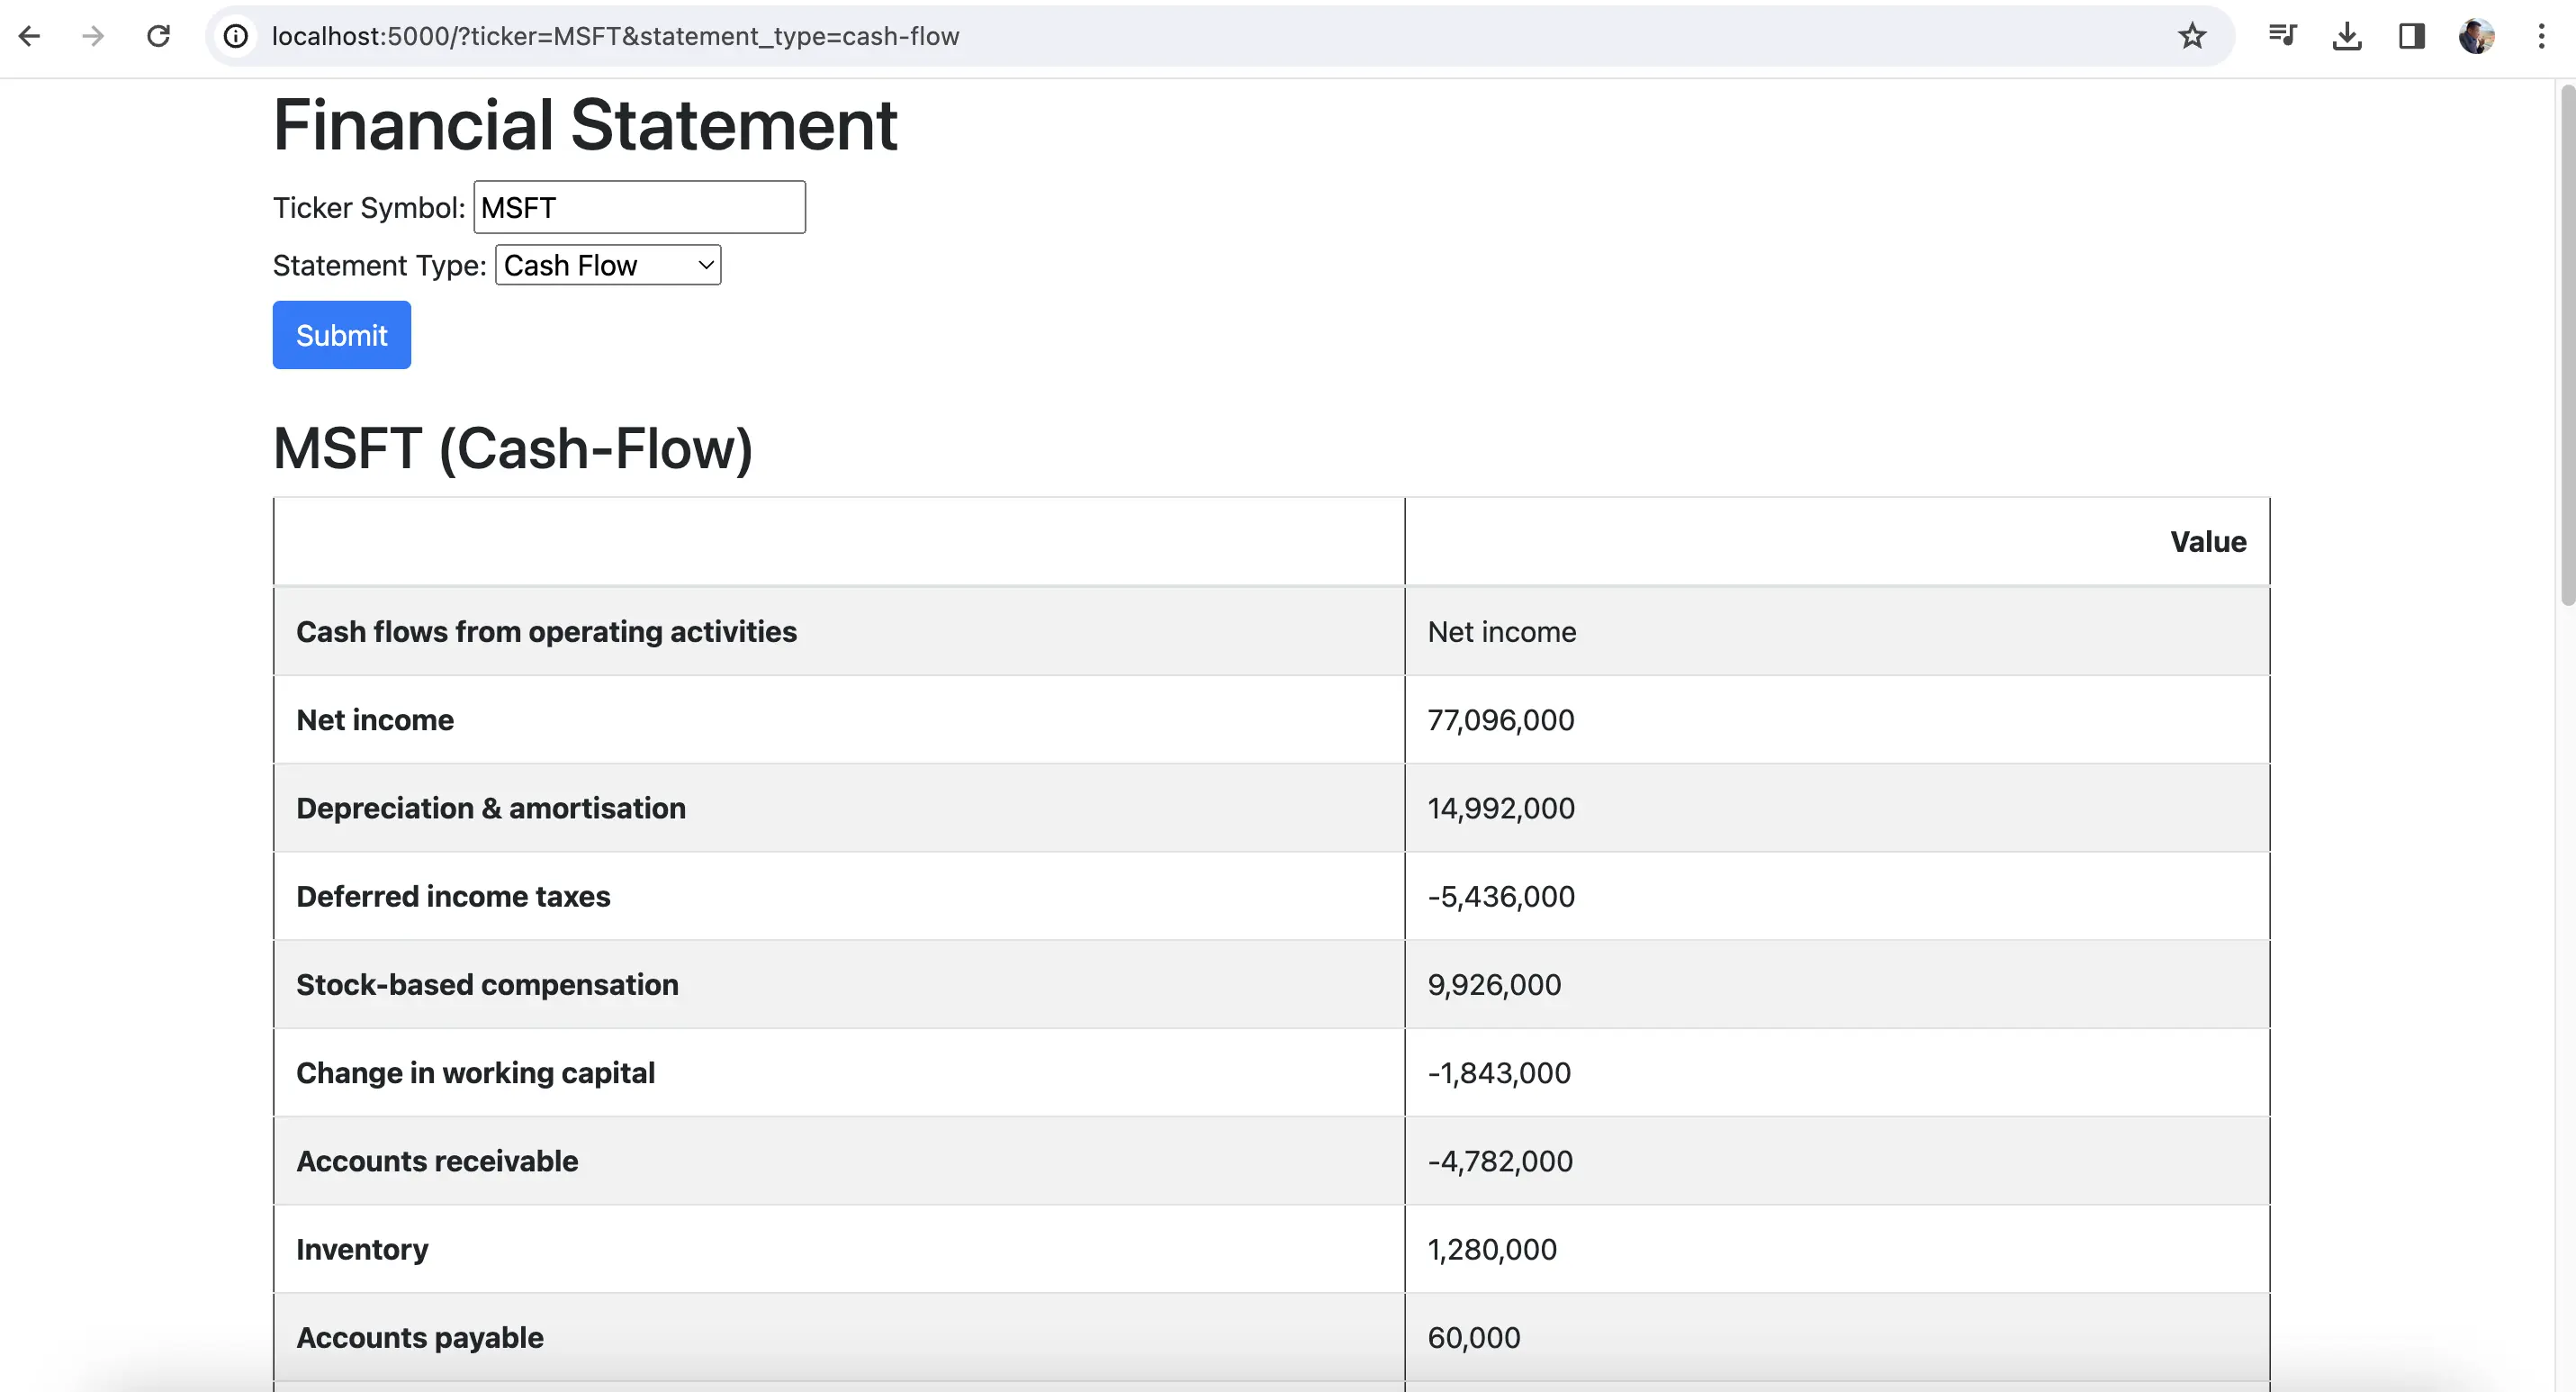 localhost:5000/?ticker=MSFT&statement_type=cash-flow
Financial Statement
Ticker Symbol: MSFT
Statement Type: Cash Flow
Submit
MSFT (Cash-Flow)
Value
Cash flows from operating activities Net income
Net income 77,096,000
Depreciation & amortisation 14,992,000
Deferred income taxes -5,436,000
Stock-based compensation 9,926,000
Change in working capital -1,843,000
Accounts receivable -4,782,000
Inventory 1,280,000
Accounts payable 60,000